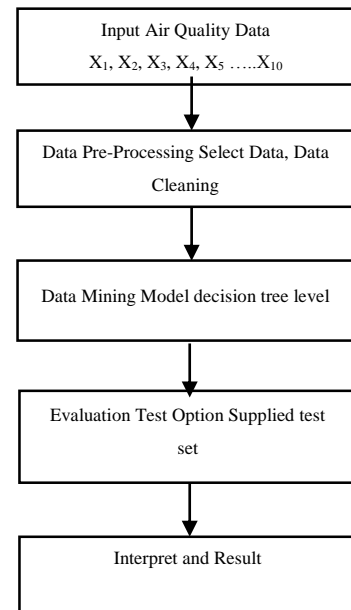 Input Air Quality Data
X₁, X₂, X₃, X₄, X₅ …..X₁₀
Data Pre-Processing Select Data, Data
Cleaning
Data Mining Model decision tree level
Evaluation Test Option Supplied test
set
Interpret and Result